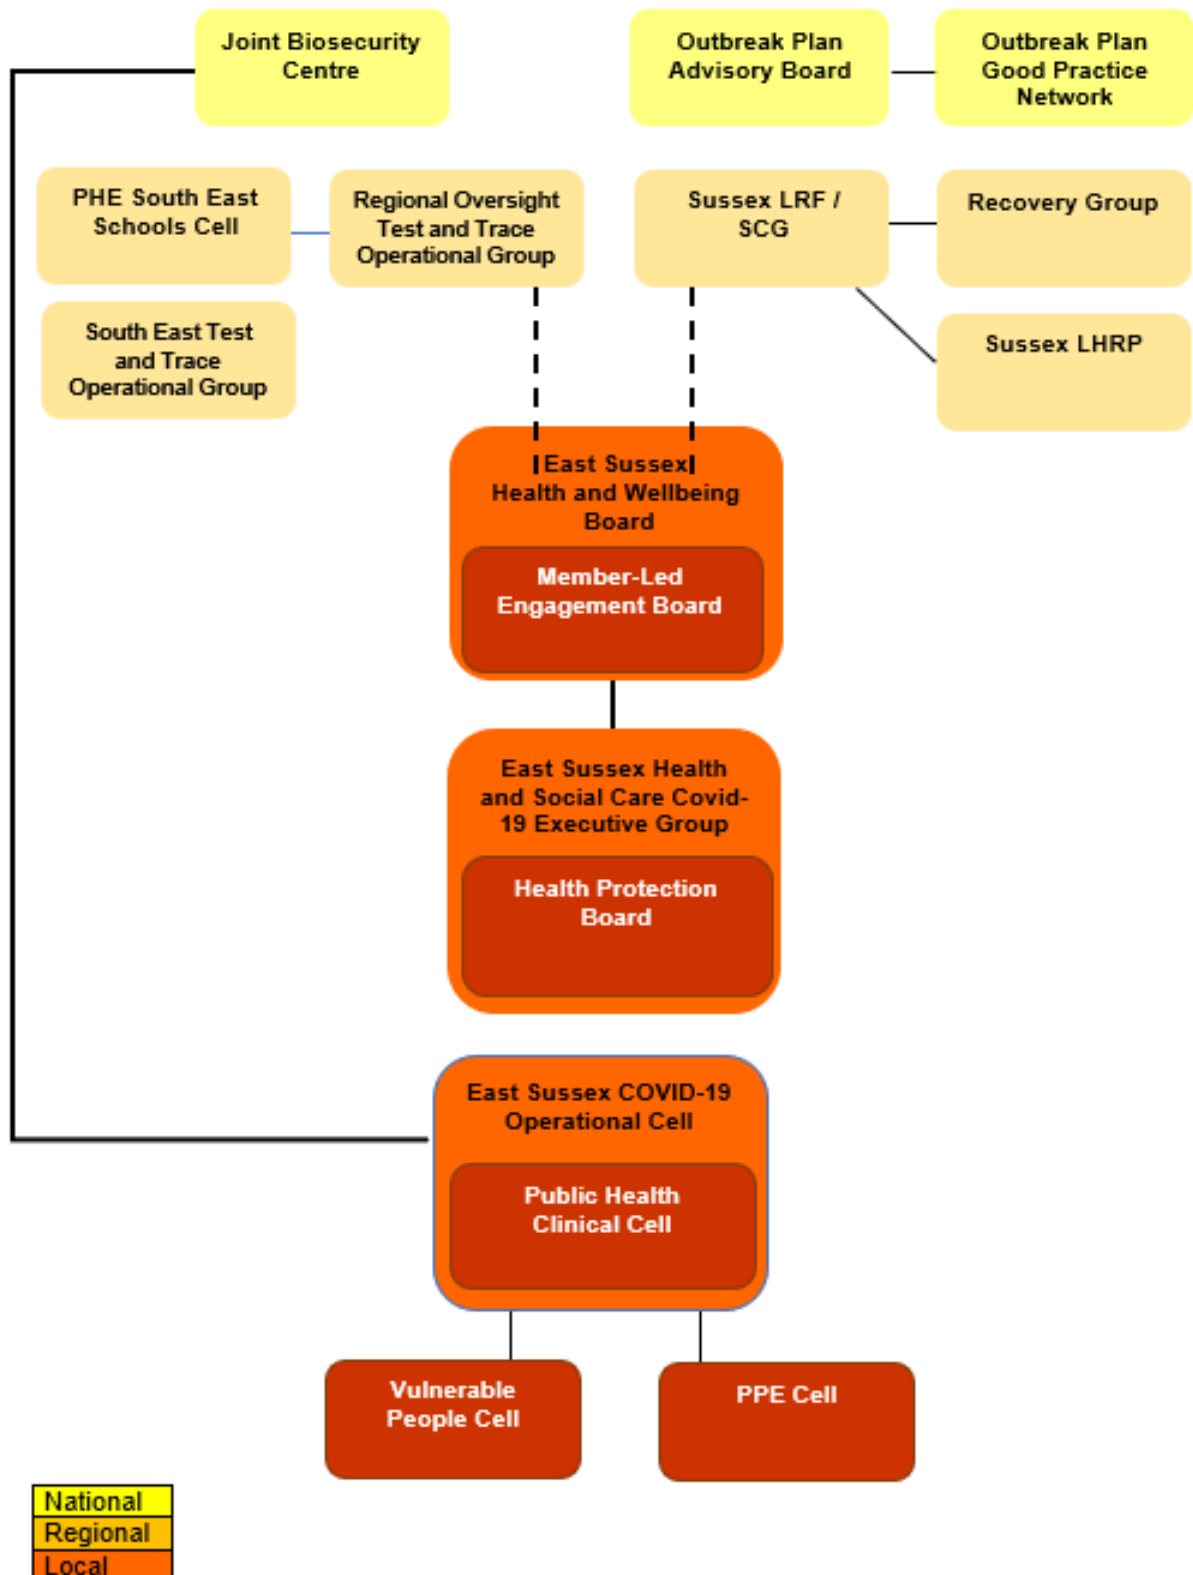 Joint Biosecurity
Centre
Outbreak Plan
Advisory Board
Outbreak Plan
Good Practice
Network
PHE South East
Schools Cell
Regional Oversight
Test and Trace
Operational Group
Sussex LRF /
SCG
Recovery Group
South East Test
and Trace
Operational Group
Sussex LHRP
East Sussex
Health and Wellbeing
Board
Member-Led
Engagement Board
East Sussex Health
and Social Care Covid-
19 Executive Group
Health Protection
Board
East Sussex COVID-19
Operational Cell
Public Health
Clinical Cell
Vulnerable
People Cell
PPE Cell
National
Regional
Local